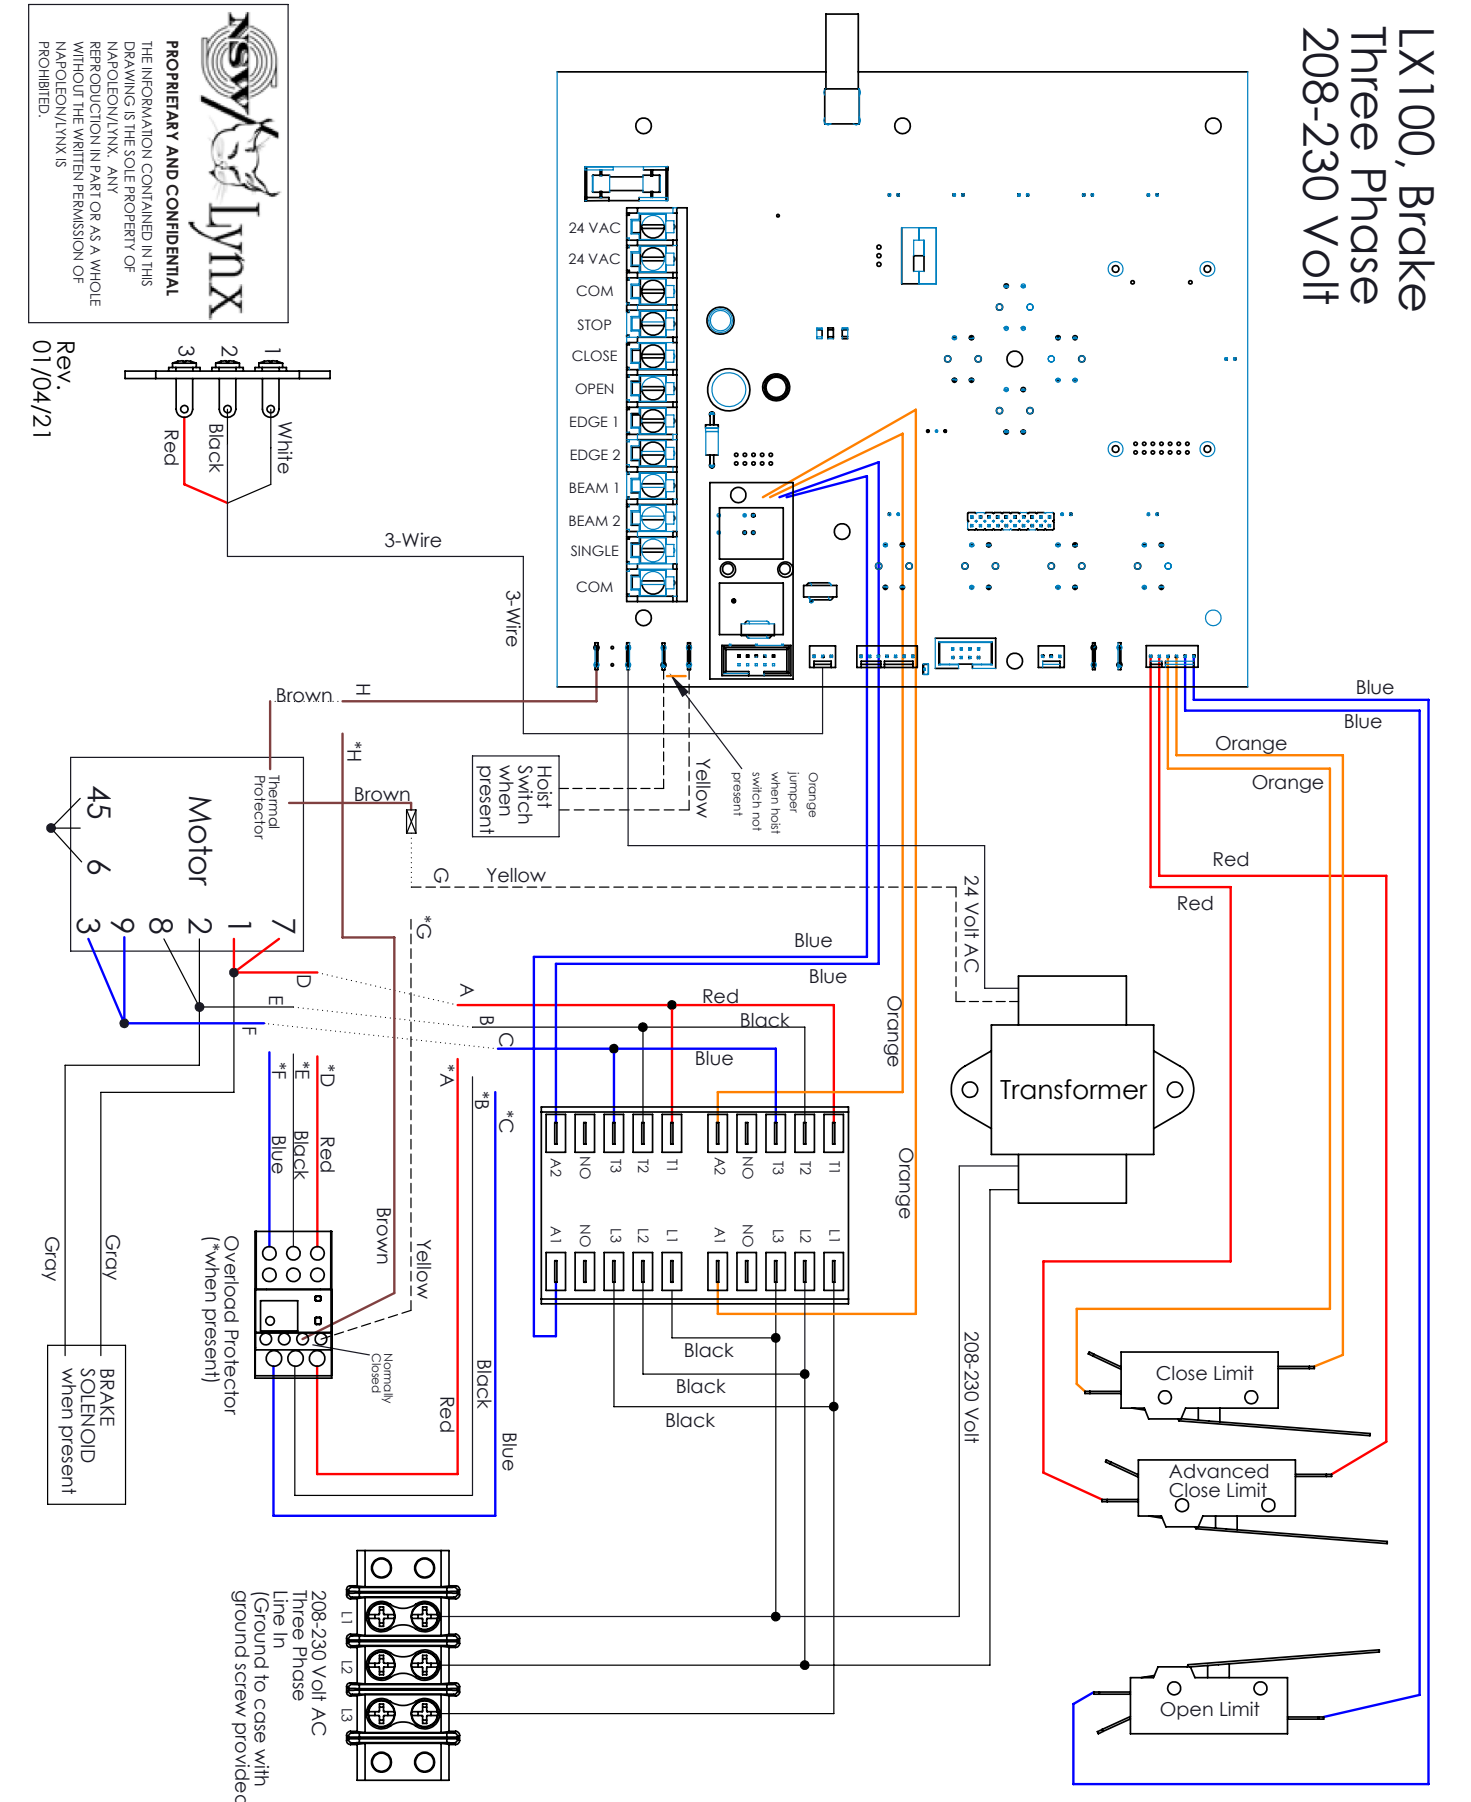 LX100, Brake
Three Phase
208-230 Volt
NSW
Lynx
PROPRIETARY AND CONFIDENTIAL
THE INFORMATION CONTAINED IN THIS
DRAWING IS THE SOLE PROPERTY OF
NAPOLEON/LYNX. ANY
REPRODUCTION IN PART OR AS A WHOLE
WITHOUT THE WRITTEN PERMISSION OF
NAPOLEON/LYNX IS
PROHIBITED.
Rev.
01/04/21
1
2
3
White
Black
Red
24 VAC
24 VAC
COM
STOP
CLOSE
OPEN
EDGE 1
EDGE 2
BEAM 1
BEAM 2
SINGLE
COM
3-Wire
3-Wire
Brown
H
*H
Thermal
Protector
Brown
Motor
45
6
7
1
2
8
9
3
Hoist
Switch
when
present
Yellow
Orange
jumper
when hoist
switch not
present
Blue
Blue
Orange
Orange
Red
Red
G
Yellow
*G
24 Volt AC
Blue
Blue
Orange
Orange
D
E
F
A
B
C
Red
Black
Blue
*D
*E
*F
*A
*B
*C
Red
Black
Blue
Brown
Yellow
Transformer
208-230 Volt
A2
NO
T3
T2
T1
A2
NO
T3
T2
T1
A1
NO
L3
L2
L1
A1
NO
L3
L2
L1
Black
Black
Black
Gray
Gray
BRAKE
SOLENOID
when present
Overload Protector
(*when present)
Normally
Closed
Red
Black
Blue
Close Limit
Advanced
Close Limit
Open Limit
L1
L2
L3
208-230 Volt AC
Three Phase
Line In
(Ground to case with
ground screw provided